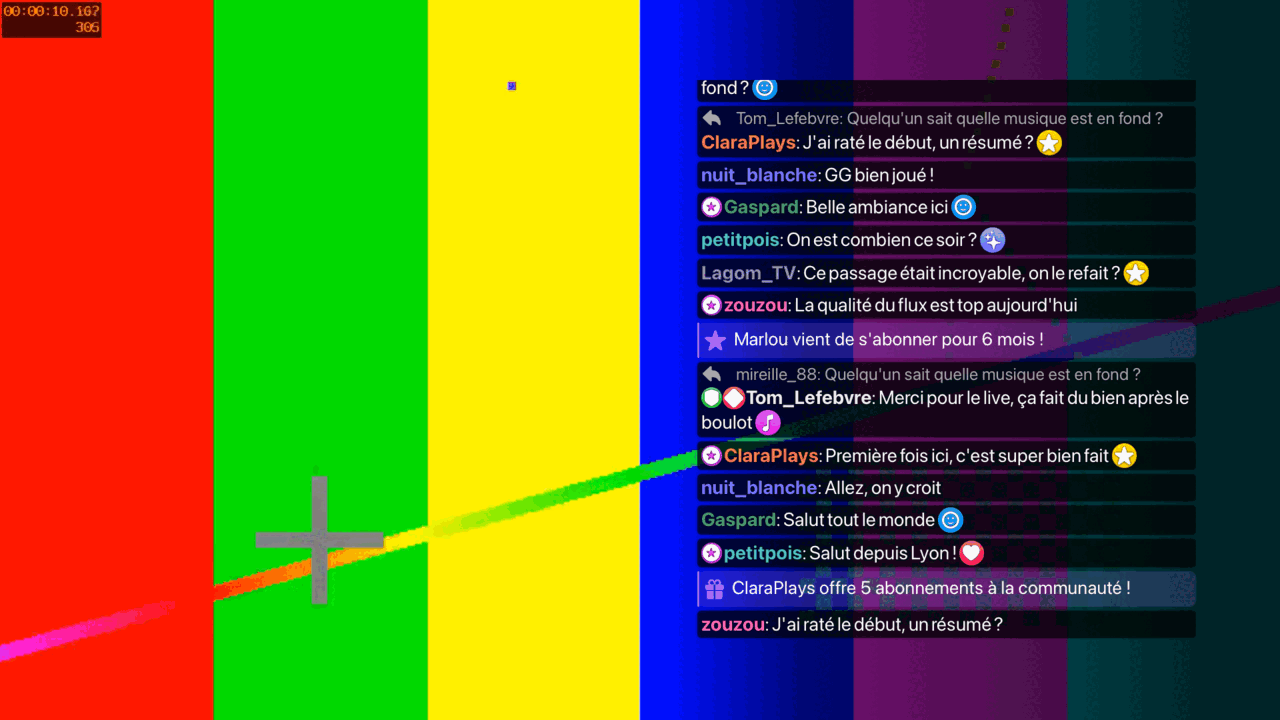 00:00:10.167
305
fond ?
Tom_Lefebvre: Quelqu'un sait quelle musique est en fond ?
ClaraPlays: J'ai raté le début, un résumé ?
nuit_blanche: GG bien joué !
Gaspard: Belle ambiance ici
petitpois: On est combien ce soir ?
Lagom_TV: Ce passage était incroyable, on le refait ?
zouzou: La qualité du flux est top aujourd'hui
Marlou vient de s'abonner pour 6 mois !
mireille_88: Quelqu'un sait quelle musique est en fond ?
Tom_Lefebvre: Merci pour le live, ça fait du bien après le
boulot
ClaraPlays: Première fois ici, c'est super bien fait
nuit_blanche: Allez, on y croit
Gaspard: Salut tout le monde
petitpois: Salut depuis Lyon !
ClaraPlays offre 5 abonnements à la communauté !
zouzou: J'ai raté le début, un résumé ?